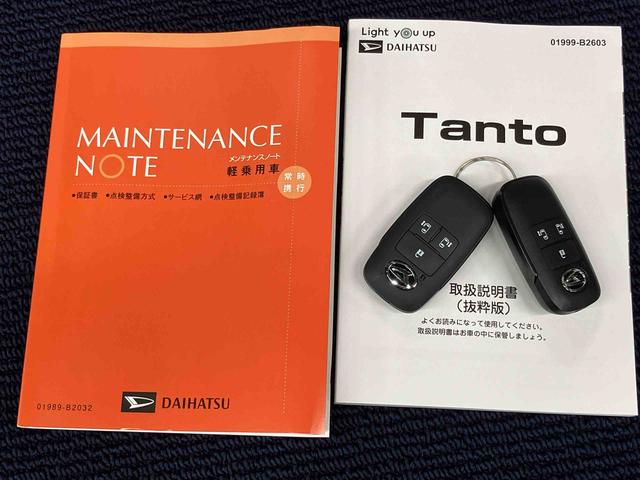 MAINTENANCE
NOTE
メンテナンスノート
軽乗用車
常時
携行
●保証書 ●点検整備方式 ●サービス網 ●点検整備記録簿
01989-B2032
DAIHATSU
Light you up
DAIHATSU
01999-B2603
Tanto
取扱説明書
(抜粋版)
よくお読みになって使用してください。
取扱説明書はお車の中に保管しましょう。